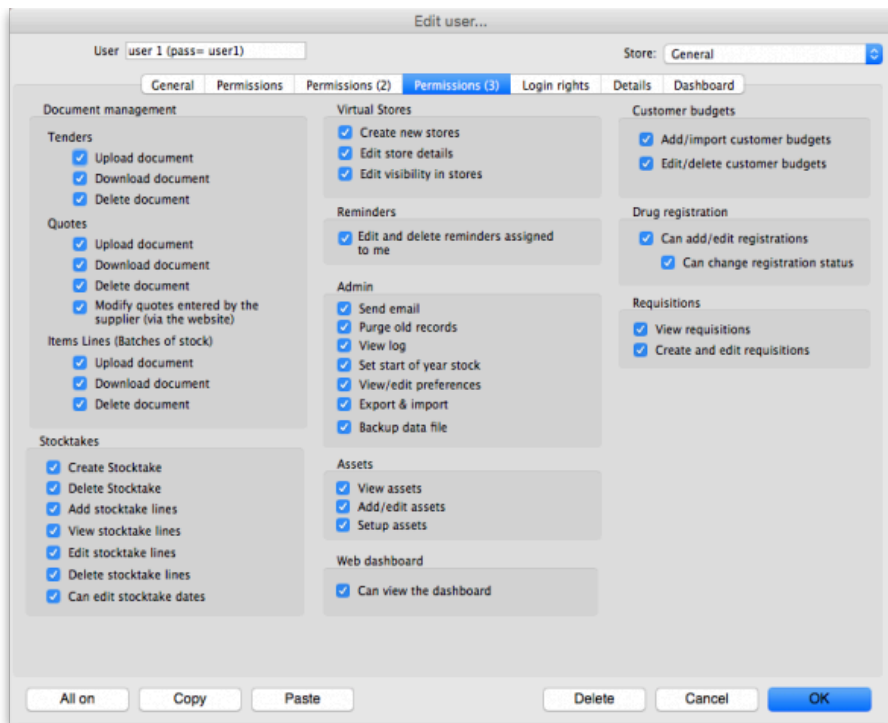 Edit user...
User user 1 (pass= user1)
Store: General
General Permissions Permissions (2) Permissions (3) Login rights Details Dashboard
Document management
Tenders
Upload document
Download document
Delete document
Quotes
Upload document
Download document
Delete document
Modify quotes entered by the
supplier (via the website)
Items Lines (Batches of stock)
Upload document
Download document
Delete document
Stocktakes
Create Stocktake
Delete Stocktake
Add stocktake lines
View stocktake lines
Edit stocktake lines
Delete stocktake lines
Can edit stocktake dates
Virtual Stores
Create new stores
Edit store details
Edit visibility in stores
Reminders
Edit and delete reminders assigned
to me
Admin
Send email
Purge old records
View log
Set start of year stock
View/edit preferences
Export & import
Backup data file
Assets
View assets
Add/edit assets
Setup assets
Web dashboard
Can view the dashboard
Customer budgets
Add/import customer budgets
Edit/delete customer budgets
Drug registration
Can add/edit registrations
Can change registration status
Requisitions
View requisitions
Create and edit requisitions
All on Copy Paste Delete Cancel OK